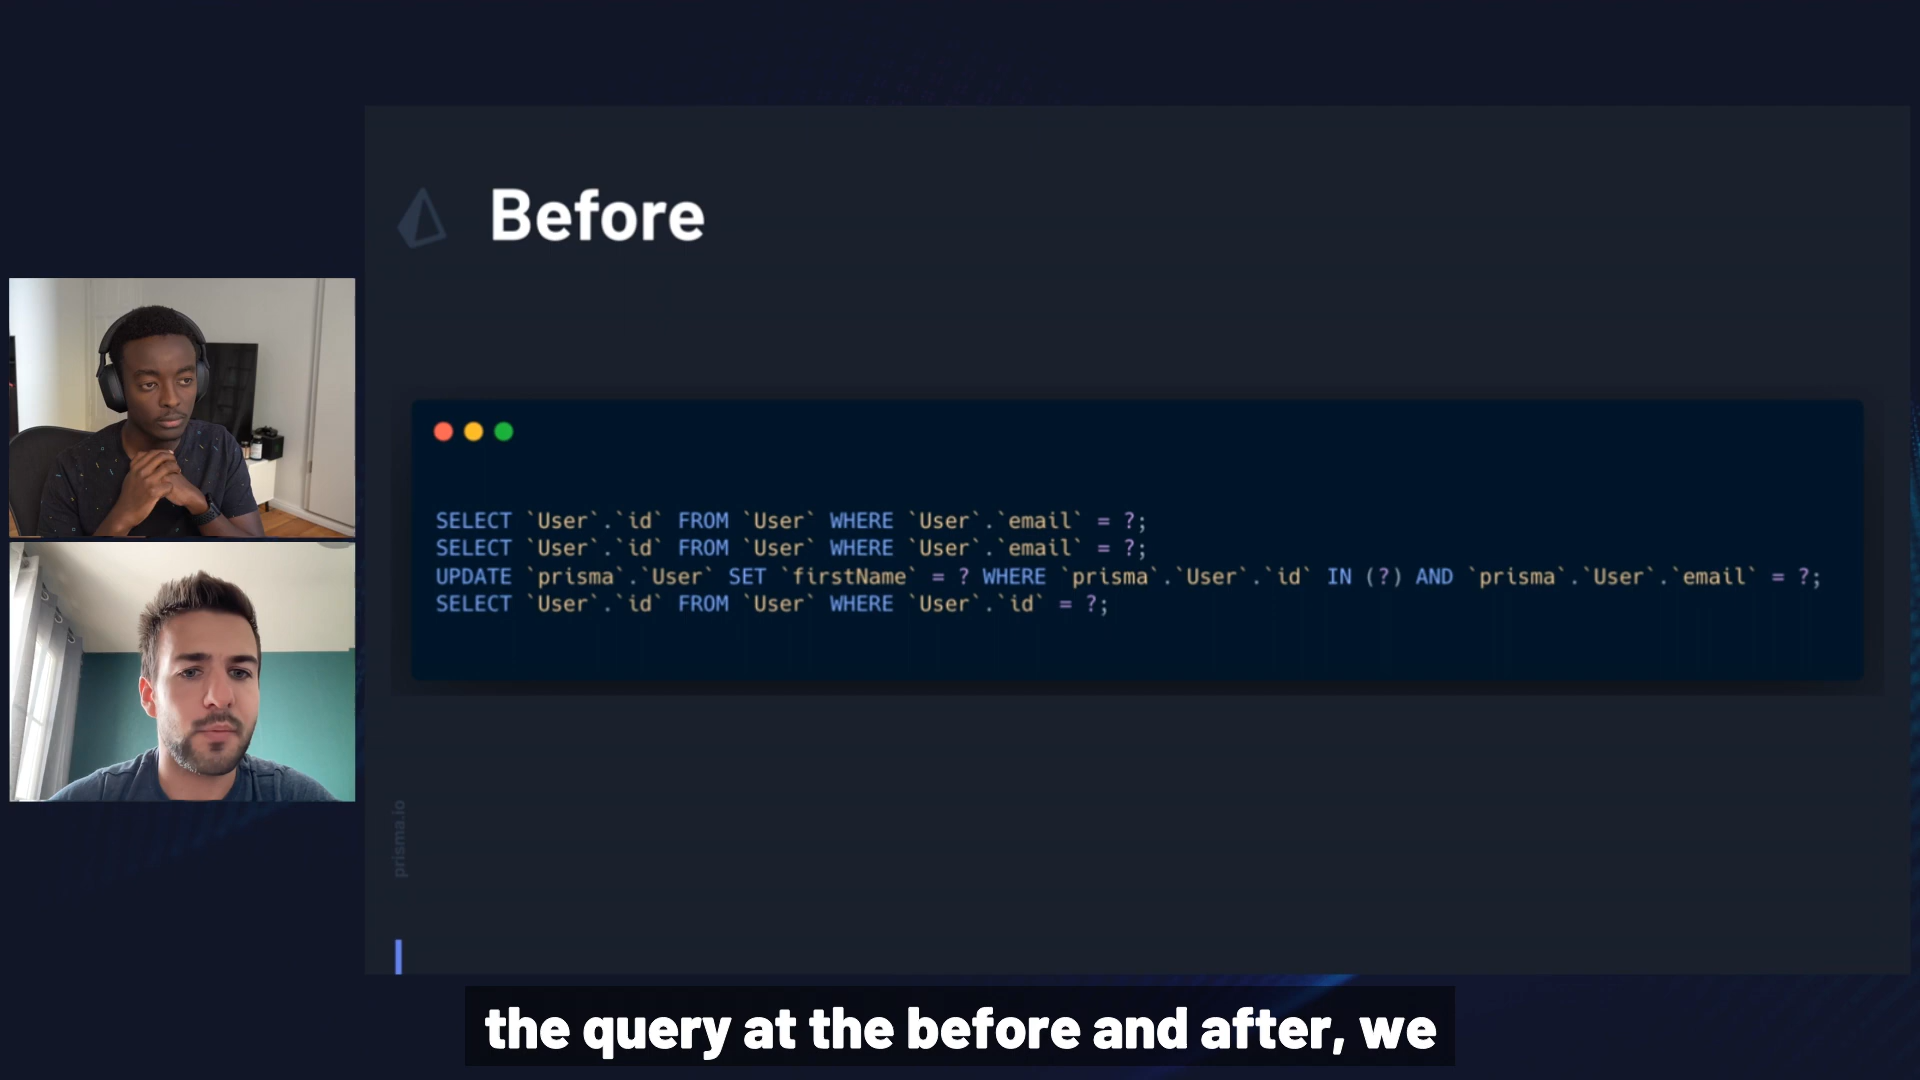 Before
SELECT `User`.`id` FROM `User` WHERE `User`.`email` = ?;
SELECT `User`.`id` FROM `User` WHERE `User`.`email` = ?;
UPDATE `prisma`.`User` SET `firstName` = ? WHERE `prisma`.`User`.`id` IN (?) AND `prisma`.`User`.`email` = ?;
SELECT `User`.`id` FROM `User` WHERE `User`.`id` = ?;
prisma.io
the query at the before and after, we